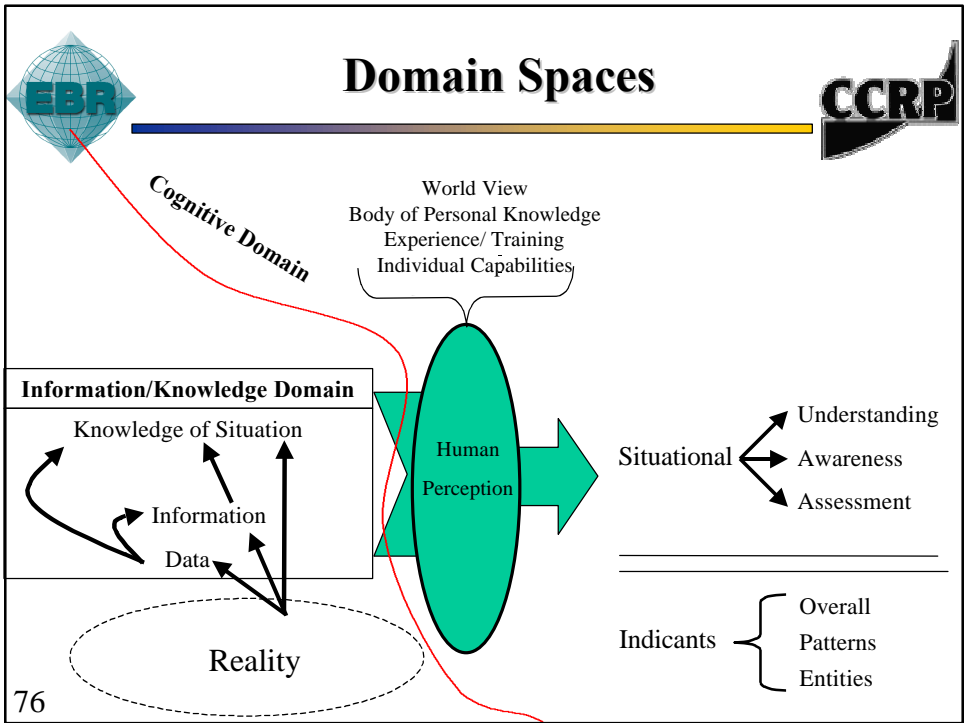 EBR
Domain Spaces
CCRP
Cognitive Domain
World View
Body of Personal Knowledge
Experience/ Training
Individual Capabilities
Information/Knowledge Domain
Knowledge of Situation
Information
Data
Reality
Human
Perception
Situational
Understanding
Awareness
Assessment
Indicants
Overall
Patterns
Entities
76